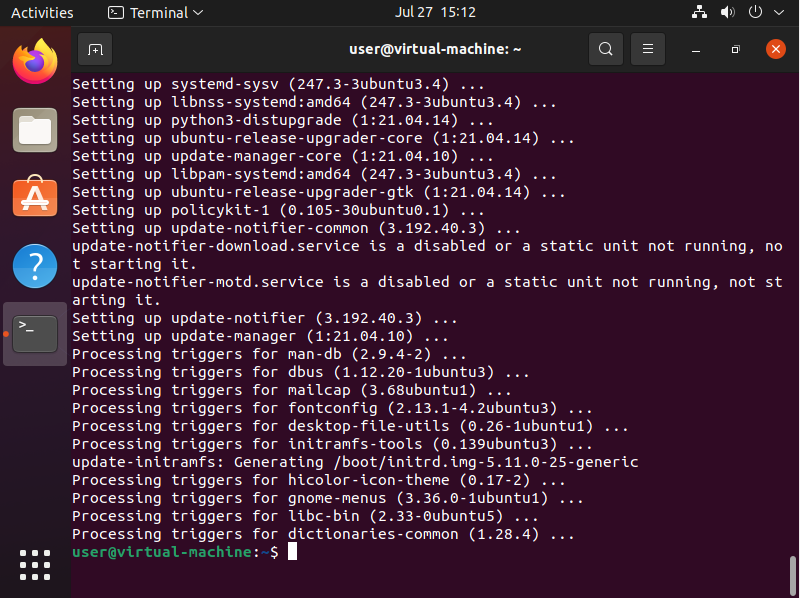 Activities
Terminal
Jul 27 15:12
user@virtual-machine: ~
Setting up systemd-sysv (247.3-3ubuntu3.4) ...
Setting up libnss-systemd:amd64 (247.3-3ubuntu3.4) ...
Setting up python3-distupgrade (1:21.04.14) ...
Setting up ubuntu-release-upgrader-core (1:21.04.14) ...
Setting up update-manager-core (1:21.04.10) ...
Setting up libpam-systemd:amd64 (247.3-3ubuntu3.4) ...
Setting up ubuntu-release-upgrader-gtk (1:21.04.14) ...
Setting up policykit-1 (0.105-30ubuntu0.1) ...
Setting up update-notifier-common (3.192.40.3) ...
update-notifier-download.service is a disabled or a static unit not running, no
t starting it.
update-notifier-motd.service is a disabled or a static unit not running, not st
arting it.
Setting up update-notifier (3.192.40.3) ...
Setting up update-manager (1:21.04.10) ...
Processing triggers for man-db (2.9.4-2) ...
Processing triggers for dbus (1.12.20-1ubuntu3) ...
Processing triggers for mailcap (3.68ubuntu1) ...
Processing triggers for fontconfig (2.13.1-4.2ubuntu3) ...
Processing triggers for desktop-file-utils (0.26-1ubuntu1) ...
Processing triggers for initramfs-tools (0.139ubuntu3) ...
update-initramfs: Generating /boot/initrd.img-5.11.0-25-generic
Processing triggers for hicolor-icon-theme (0.17-2) ...
Processing triggers for gnome-menus (3.36.0-1ubuntu1) ...
Processing triggers for libc-bin (2.33-0ubuntu5) ...
Processing triggers for dictionaries-common (1.28.4) ...
user@virtual-machine:~$